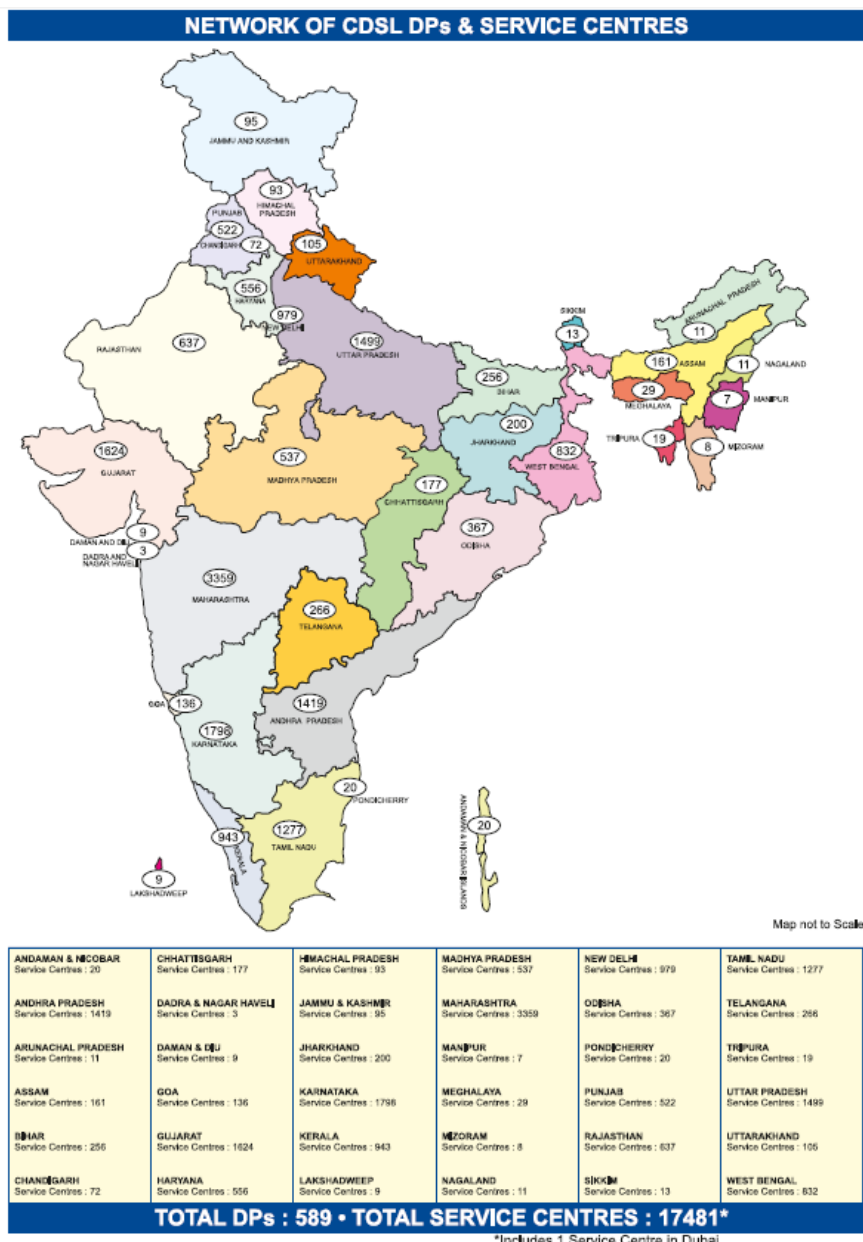 NETWORK OF CDSL DPs & SERVICE CENTRES
95
JAMMU AND KASHMIR
93
HIMACHAL
PRADESH
PUNJAB
522
CHANDIGARH
72
105
UTTARAKHAND
556
HARYANA
979
NEW DELHI
637
RAJASTHAN
1499
UTTAR PRADESH
SIKKIM
13
ARUNACHAL PRADESH
11
161
ASSAM
11
NAGALAND
29
MEGHALAYA
7
MANIPUR
TRIPURA
19
8
MIZORAM
256
BIHAR
200
JHARKHAND
832
WEST BENGAL
1624
GUJARAT
537
MADHYA PRADESH
177
CHHATTISGARH
367
ODISHA
9
DAMAN AND DIU
3
DADRA AND
NAGAR HAVELI
3359
MAHARASHTRA
266
TELANGANA
GOA
136
1419
ANDHRA PRADESH
1798
KARNATAKA
20
PONDICHERRY
943
KERALA
1277
TAMIL NADU
9
LAKSHADWEEP
20
ANDAMAN & NICOBAR ISLANDS
Map not to Scale
ANDAMAN & NICOBAR
Service Centres : 20
ANDHRA PRADESH
Service Centres : 1419
ARUNACHAL PRADESH
Service Centres : 11
ASSAM
Service Centres : 161
BIHAR
Service Centres : 256
CHANDIGARH
Service Centres : 72
CHHATTISGARH
Service Centres : 177
DADRA & NAGAR HAVELI
Service Centres : 3
DAMAN & DIU
Service Centres : 9
GOA
Service Centres : 136
GUJARAT
Service Centres : 1624
HARYANA
Service Centres : 556
HIMACHAL PRADESH
Service Centres : 93
JAMMU & KASHMIR
Service Centres : 95
JHARKHAND
Service Centres : 200
KARNATAKA
Service Centres : 1798
KERALA
Service Centres : 943
LAKSHADWEEP
Service Centres : 9
MADHYA PRADESH
Service Centres : 537
MAHARASHTRA
Service Centres : 3359
MANIPUR
Service Centres : 7
MEGHALAYA
Service Centres : 29
MIZORAM
Service Centres : 8
NAGALAND
Service Centres : 11
NEW DELHI
Service Centres : 979
ODISHA
Service Centres : 367
PONDICHERRY
Service Centres : 20
PUNJAB
Service Centres : 522
RAJASTHAN
Service Centres : 637
SIKKIM
Service Centres : 13
TAMIL NADU
Service Centres : 1277
TELANGANA
Service Centres : 266
TRIPURA
Service Centres : 19
UTTAR PRADESH
Service Centres : 1499
UTTARAKHAND
Service Centres : 105
WEST BENGAL
Service Centres : 832
TOTAL DPs : 589 • TOTAL SERVICE CENTRES : 17481*
*Includes 1 Service Centre in Dubai